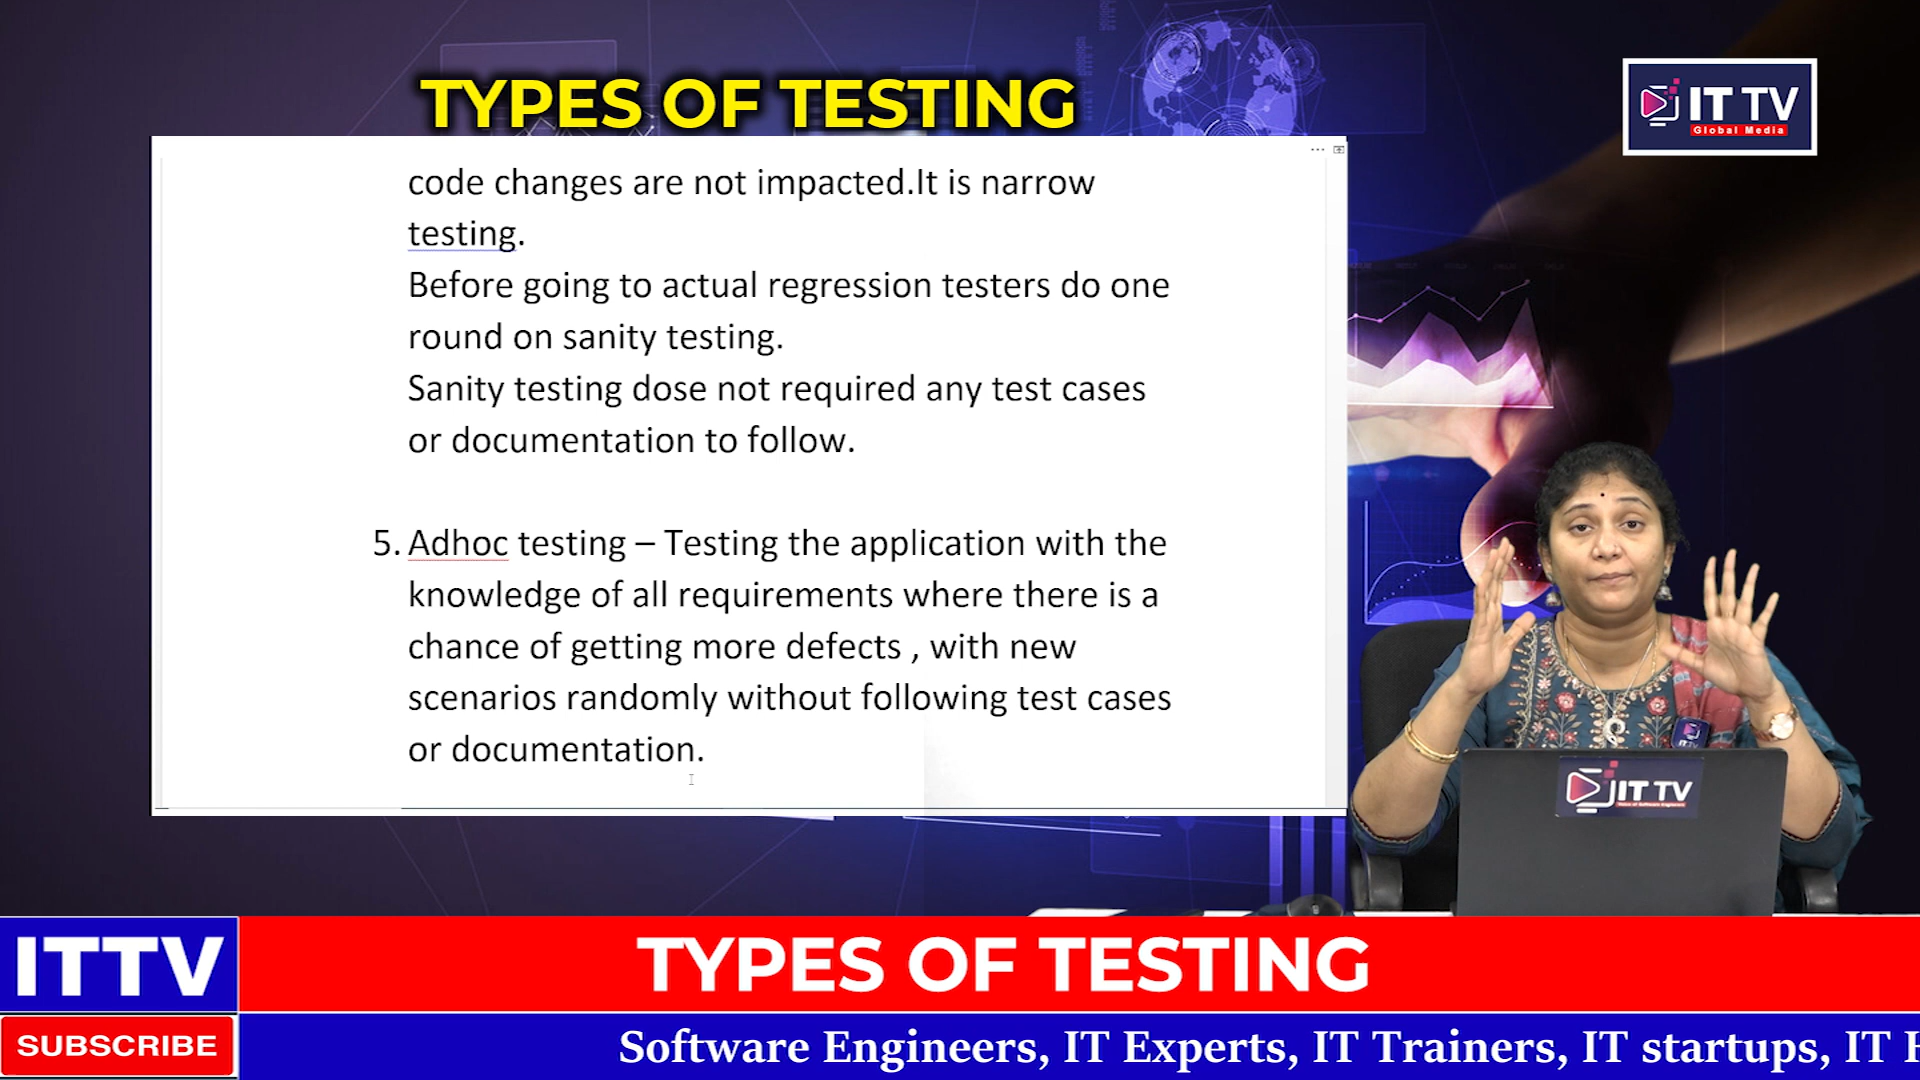 TYPES OF TESTING
IT TV
Global Media
code changes are not impacted.It is narrow
testing.
Before going to actual regression testers do one
round on sanity testing.
Sanity testing dose not required any test cases
or documentation to follow.
5. Adhoc testing – Testing the application with the
knowledge of all requirements where there is a
chance of getting more defects , with new
scenarios randomly without following test cases
or documentation.
IT TV
ITTV
TYPES OF TESTING
SUBSCRIBE
Software Engineers, IT Experts, IT Trainers, IT startups, IT